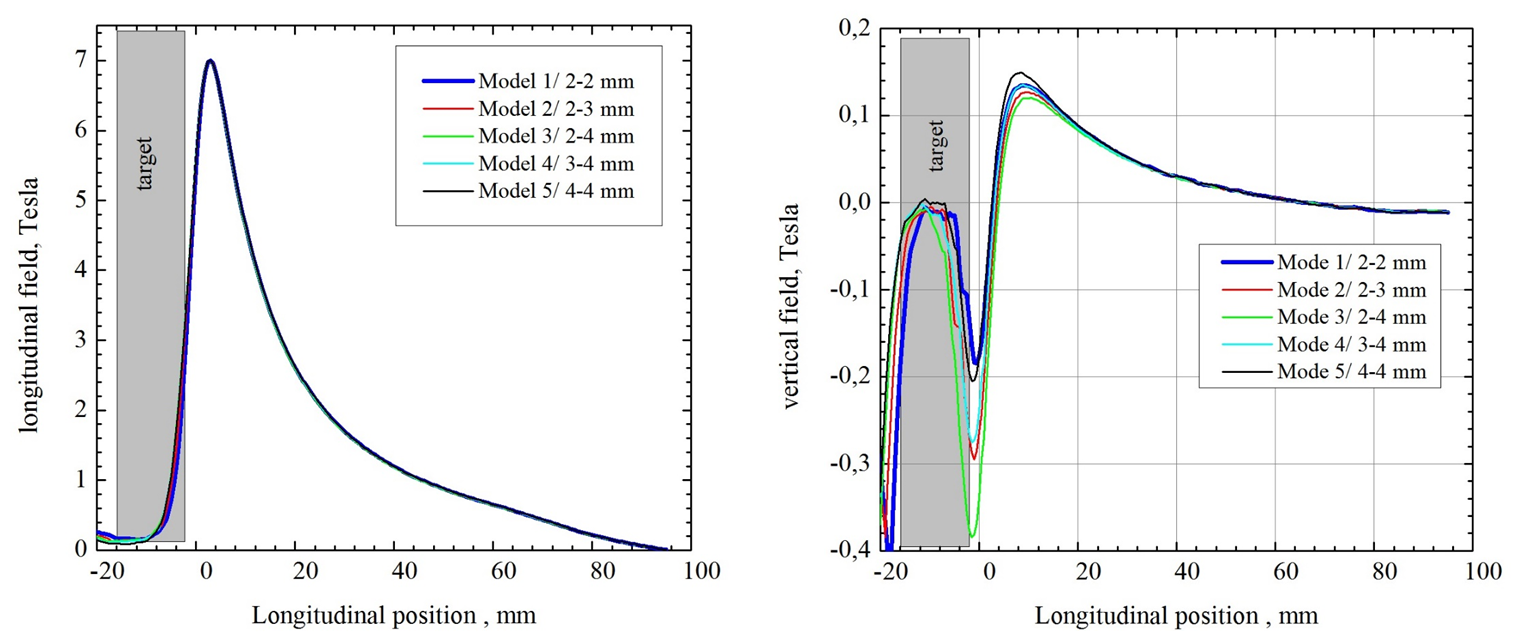 7
6
5
4
3
2
1
0
longitudinal field, Tesla
target
Model 1/ 2-2 mm
Model 2/ 2-3 mm
Model 3/ 2-4 mm
Model 4/ 3-4 mm
Model 5/ 4-4 mm
-20 0 20 40 60 80 100
Longitudinal position , mm
0,2
0,1
0,0
-0,1
-0,2
-0,3
-0,4
vertical field, Tesla
target
Mode 1/ 2-2 mm
Mode 2/ 2-3 mm
Mode 3/ 2-4 mm
Mode 4/ 3-4 mm
Mode 5/ 4-4 mm
-20 0 20 40 60 80 100
Longitudinal position , mm